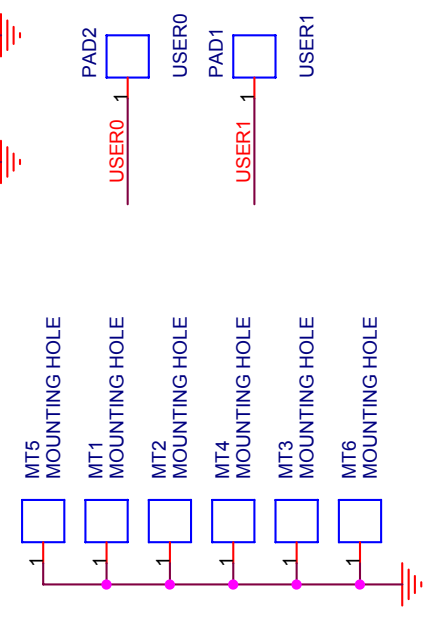 PAD2
1
USER0
USER0
PAD1
1
USER1
USER1
MT5
MOUNTING HOLE
1
MT1
MOUNTING HOLE
1
MT2
MOUNTING HOLE
1
MT4
MOUNTING HOLE
1
MT3
MOUNTING HOLE
1
MT6
MOUNTING HOLE
1